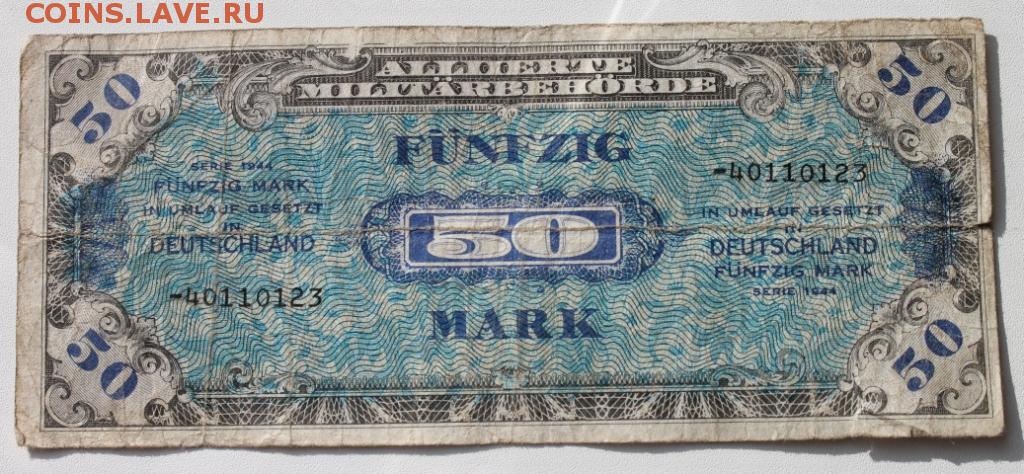 COINS.LAVE.RU
50
50
ALLIIERTE
MILITÄRBEHÖRDE
FÜNFZIG
SERIE 1944
FÜNFZIG MARK
IN UMLAUF GESETZT
IN
DEUTSCHLAND
-40110123
50
MARK
-40110123
IN UMLAUF GESETZT
IN
DEUTSCHLAND
FÜNFZIG MARK
SERIE 1944
50
50